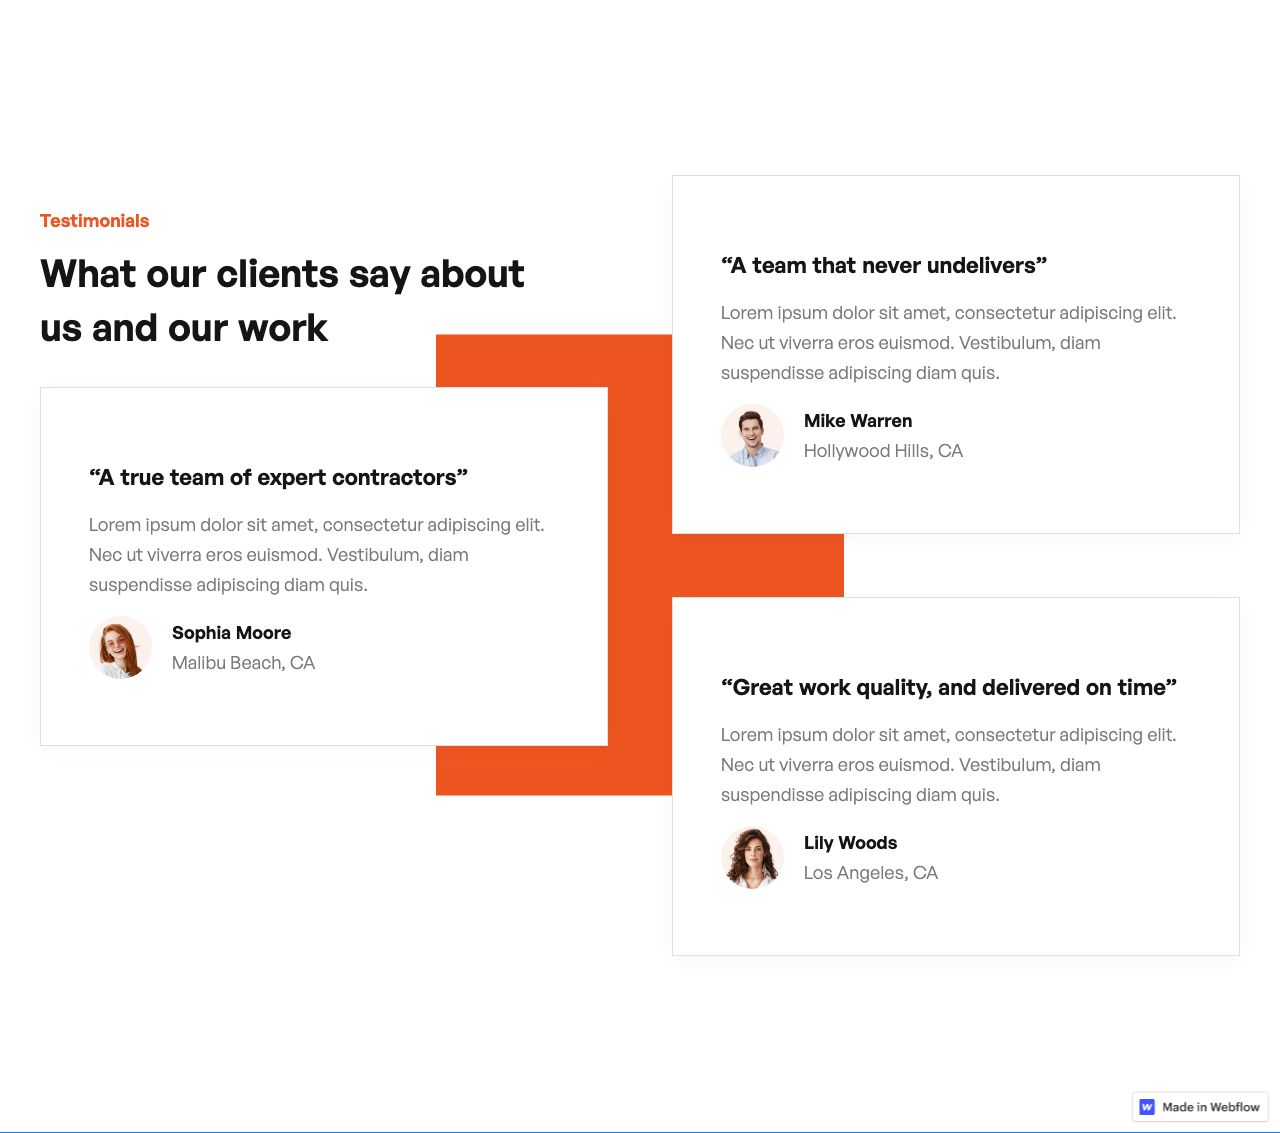 Testimonials
What our clients say about
us and our work
“A true team of expert contractors”
Lorem ipsum dolor sit amet, consectetur adipiscing elit.
Nec ut viverra eros euismod. Vestibulum, diam
suspendisse adipiscing diam quis.
Sophia Moore
Malibu Beach, CA
“A team that never undelivers”
Lorem ipsum dolor sit amet, consectetur adipiscing elit.
Nec ut viverra eros euismod. Vestibulum, diam
suspendisse adipiscing diam quis.
Mike Warren
Hollywood Hills, CA
“Great work quality, and delivered on time”
Lorem ipsum dolor sit amet, consectetur adipiscing elit.
Nec ut viverra eros euismod. Vestibulum, diam
suspendisse adipiscing diam quis.
Lily Woods
Los Angeles, CA
Made in Webflow